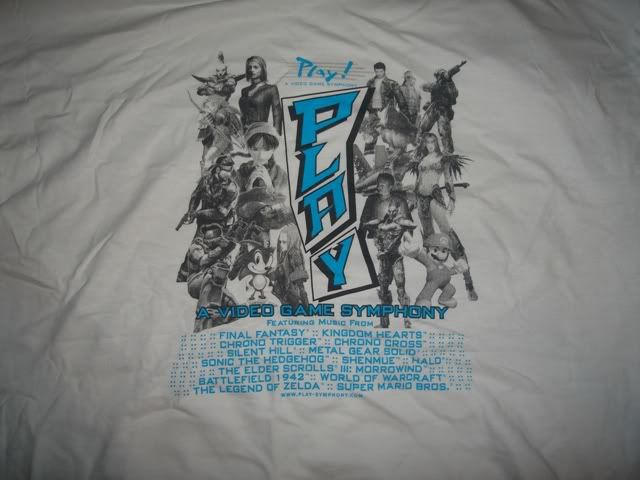 Play!
A VIDEO GAME SYMPHONY
PLAY
A VIDEO GAME SYMPHONY
FEATURING MUSIC FROM
FINAL FANTASY :: KINGDOM HEARTS
CHRONO TRIGGER :: CHRONO CROSS
SILENT HILL :: METAL GEAR SOLID
SONIC THE HEDGEHOG :: SHENMUE :: HALO
THE ELDER SCROLLS III: MORROWIND
BATTLEFIELD 1942 :: WORLD OF WARCRAFT
THE LEGEND OF ZELDA :: SUPER MARIO BROS.
WWW.PLAY-SYMPHONY.COM